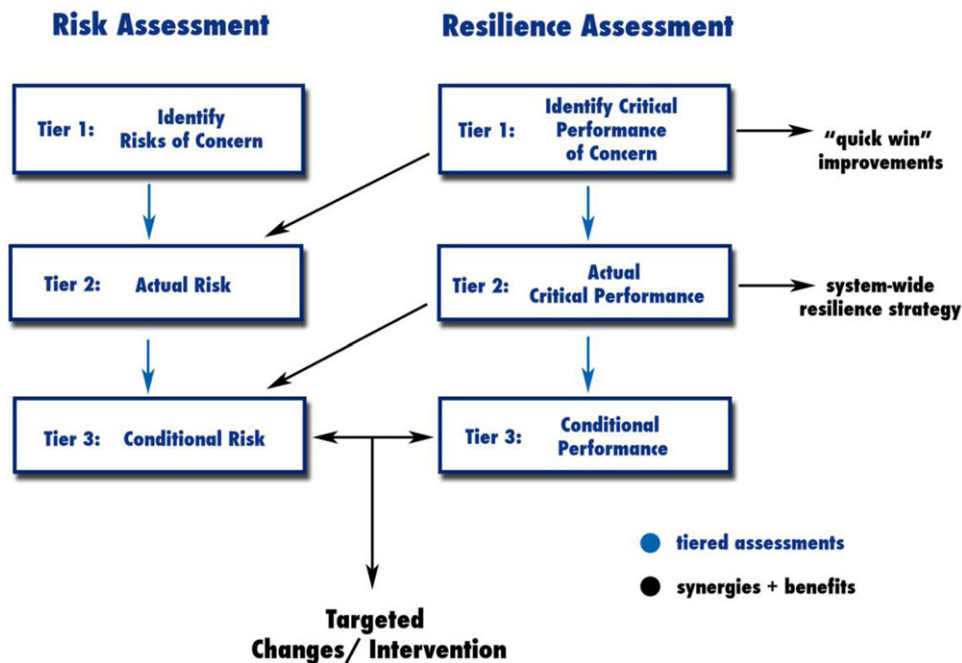 Risk Assessment
Resilience Assessment
Tier 1:
Identify
Risks of Concern
Tier 1:
Identify Critical
Performance
of Concern
“quick win”
improvements
Tier 2:
Actual Risk
Tier 2:
Actual
Critical Performance
system-wide
resilience strategy
Tier 3:
Conditional Risk
Tier 3:
Conditional
Performance
tiered assessments
synergies + benefits
Targeted
Changes/ Intervention